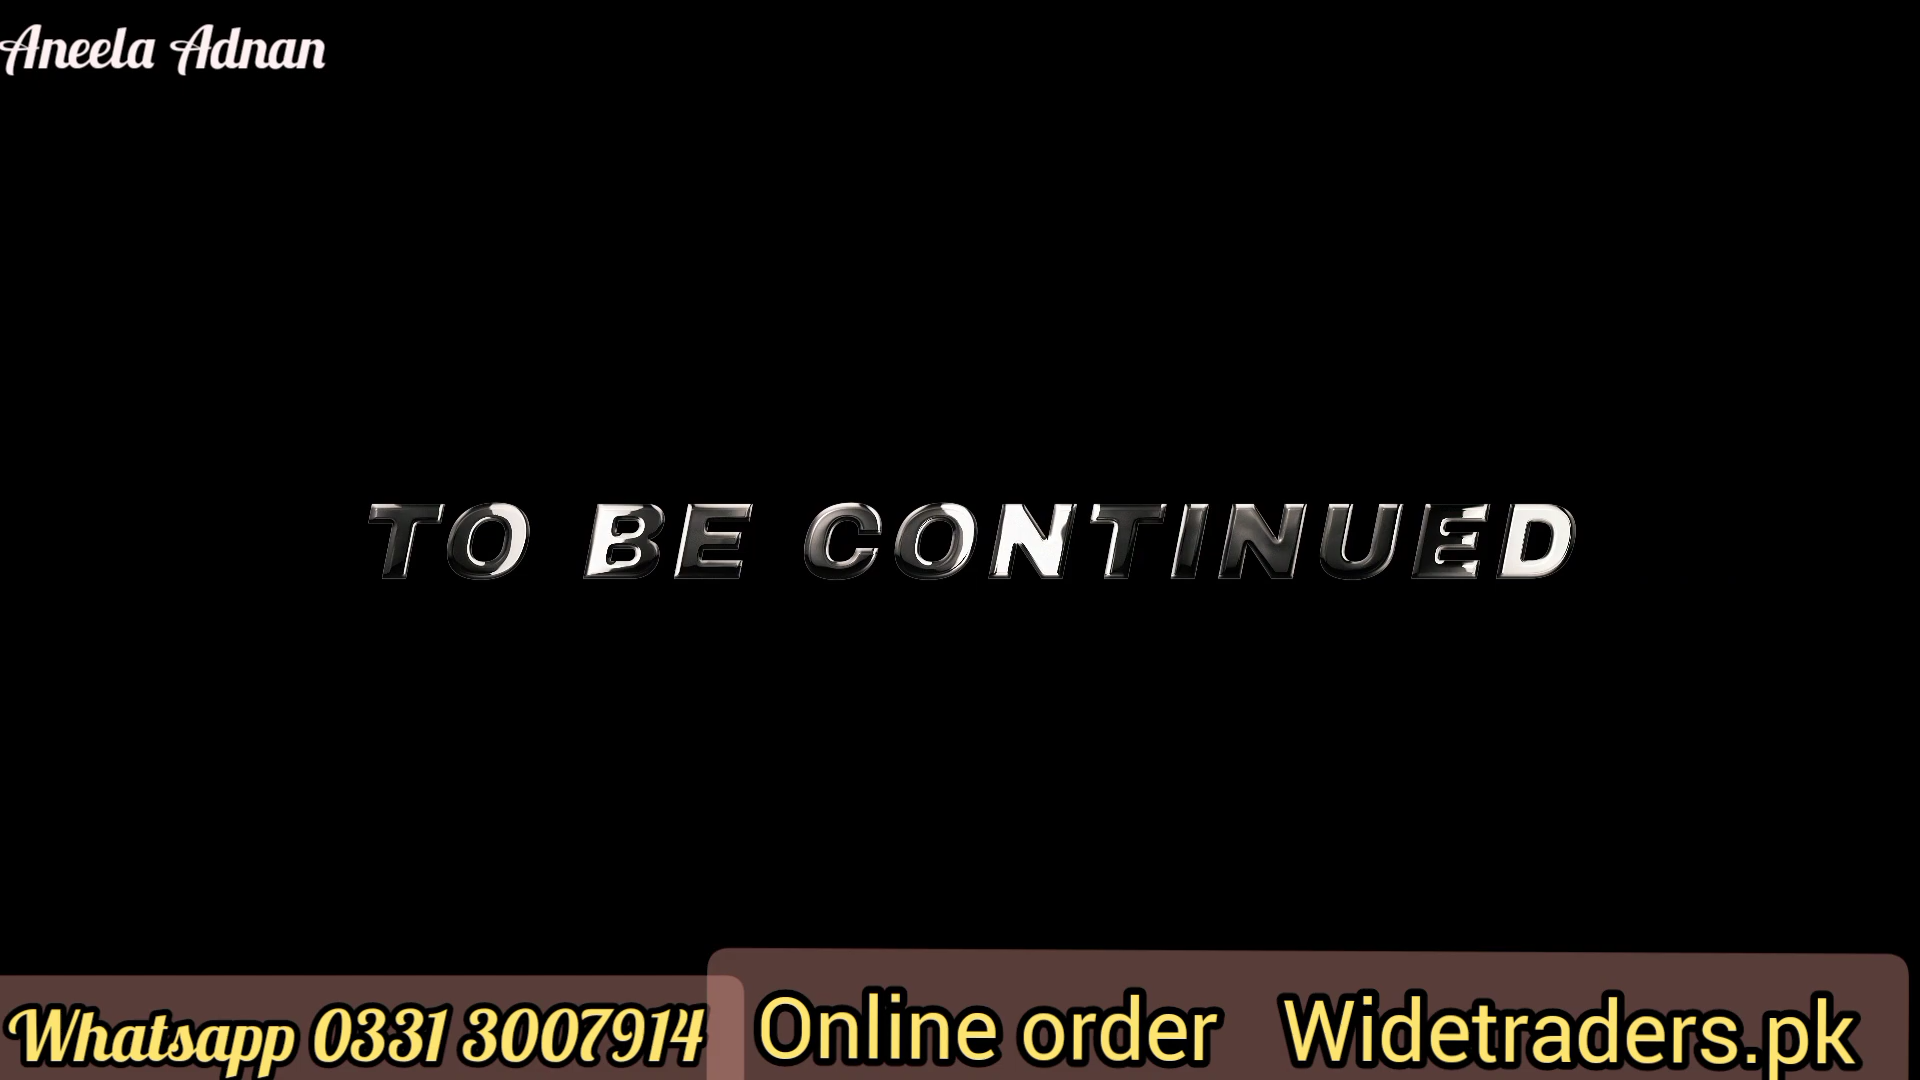 Aneela Adnan
TO BE CONTINUED
Whatsapp 0331 3007914
Online order Widetraders.pk